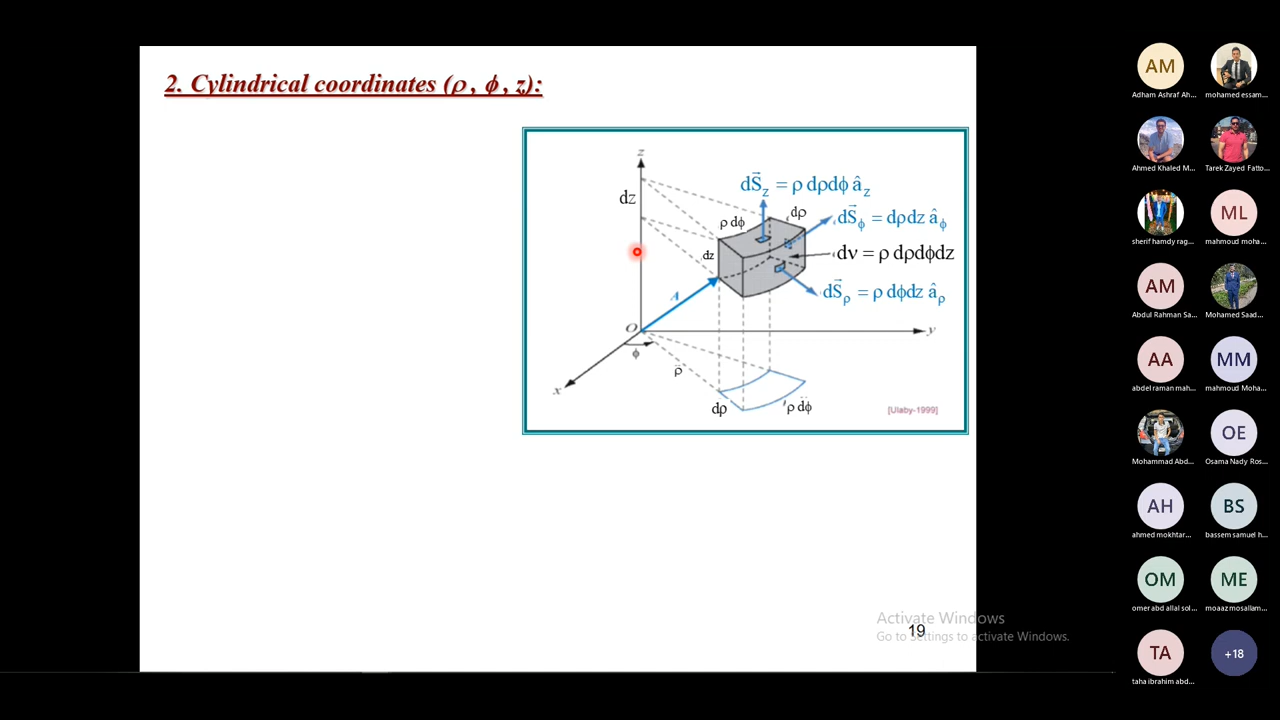 2. Cylindrical coordinates (ρ, ϕ, z):
z
dz
dS⃗z = ρ dρdϕ âz
ρ dϕ
dρ
dS⃗ϕ = dρdz âϕ
dz
dv = ρ dρdϕdz
dS⃗ρ = ρ dϕdz âρ
A
O
y
ϕ
ρ
x
dρ
ρ dϕ
[Ulaby-1999]
Activate Windows
Go to Settings to activate Windows.
19
AM
Adham Ashraf Ah...
mohamed essam...
Ahmed Khaled M...
Tarek Zayed Fatto...
sherif hamdy rag...
ML
mahmoud moha...
AM
Abdul Rahman Sa...
Mohamed Saad...
AA
abdel raman mah...
MM
mahmoud Moha...
Mohammad Abd...
OE
Osama Nady Ros...
AH
ahmed mokhtar...
BS
bassem samuel h...
OM
omer abd allal sol...
ME
moaaz mosallam...
TA
taha ibrahim abd...
+18